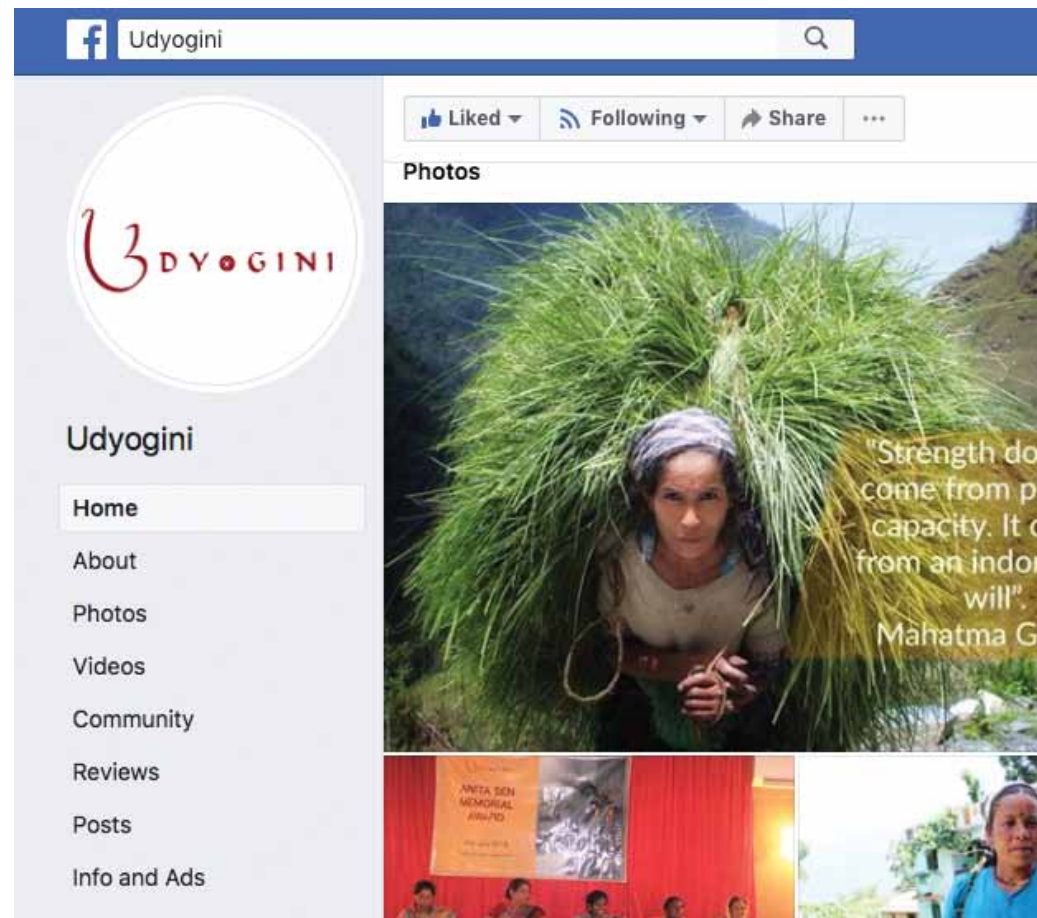 Udyogini
Liked
Following
Share
Photos
UDYOGINI
Udyogini
Home
About
Photos
Videos
Community
Reviews
Posts
Info and Ads
"Strength do
come from p
capacity. It c
from an indo
will".
Mahatma G
ANITA SEN
MEMORIAL
AWARD